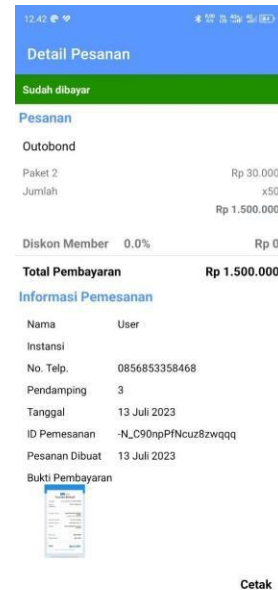 12.42
Detail Pesanan
Sudah dibayar
Pesanan
Outobond
Paket 2 Rp 30.000
Jumlah x50
Rp 1.500.000
Diskon Member 0.0% Rp 0
Total Pembayaran Rp 1.500.000
Informasi Pemesanan
Nama User
Instansi
No. Telp. 0856853358468
Pendamping 3
Tanggal 13 Juli 2023
ID Pemesanan -N_C90npPfNcuz8zwqqq
Pesanan Dibuat 13 Juli 2023
Bukti Pembayaran
Cetak